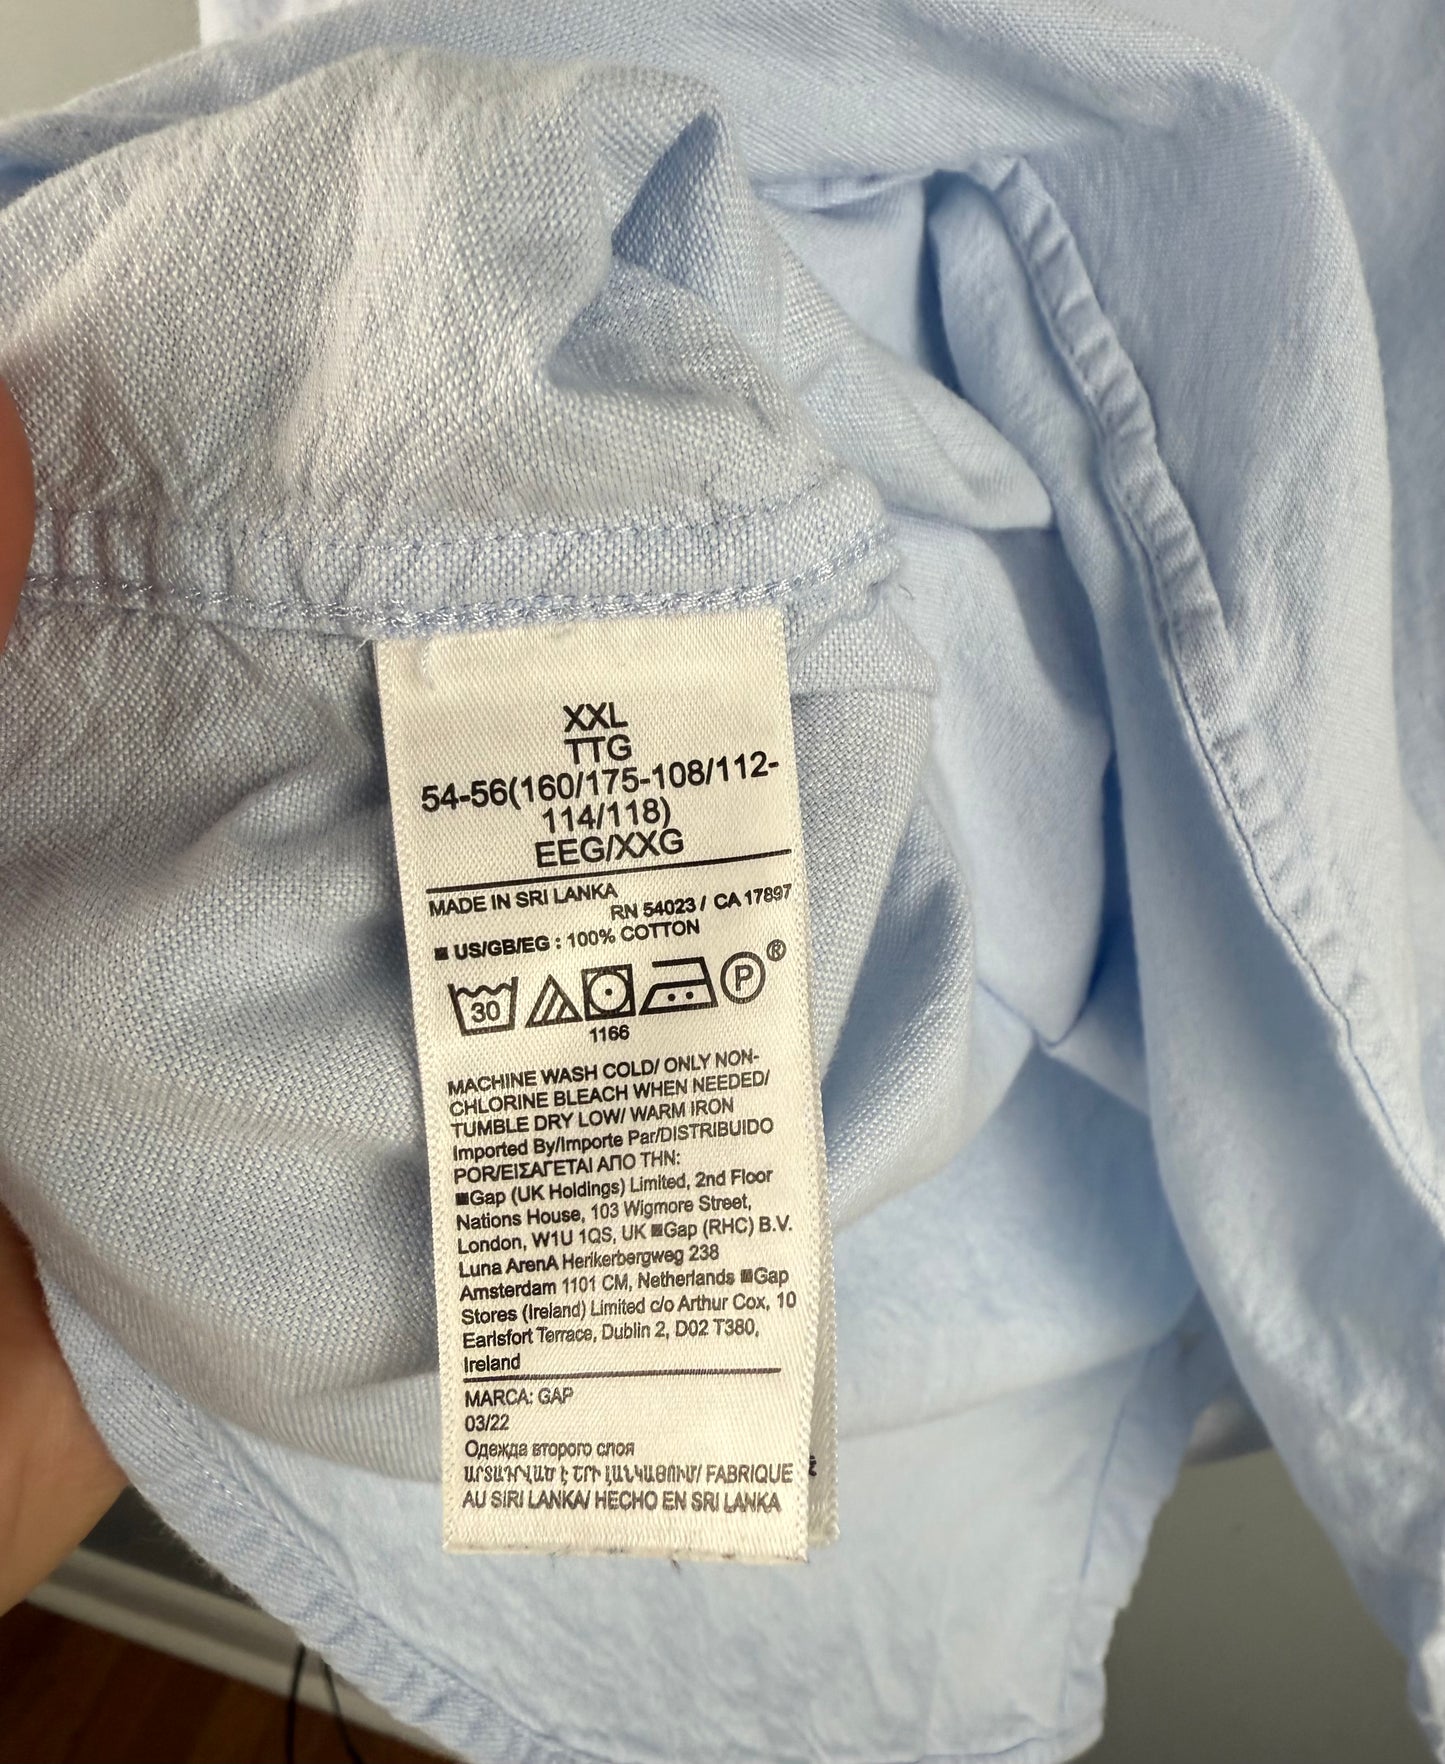 XXL
TTG
54-56(160/175-108/112-
114/118)
EEG/XXG
MADE IN SRI LANKA
RN 54023 / CA 17897
■ US/GB/EG : 100% COTTON
30 P ®
1166
MACHINE WASH COLD/ ONLY NON-
CHLORINE BLEACH WHEN NEEDED/
TUMBLE DRY LOW/ WARM IRON
Imported By/Importe Par/DISTRIBUIDO
POR/ΕΙΣΑΓΕΤΑΙ ΑΠΟ ΤΗΝ:
■Gap (UK Holdings) Limited, 2nd Floor
Nations House, 103 Wigmore Street,
London, W1U 1QS, UK ■Gap (RHC) B.V.
Luna ArenA Herikerbergweg 238
Amsterdam 1101 CM, Netherlands ■Gap
Stores (Ireland) Limited c/o Arthur Cox, 10
Earlsfort Terrace, Dublin 2, D02 T380,
Ireland
MARCA: GAP
03/22
Одежда второго слоя
ԱՐՏԱԴՐՎԱԾ Է ՇՐԻ ԼԱՆԿԱՅՈՒՄ/ FABRIQUE
AU SIRI LANKA/ HECHO EN SRI LANKA